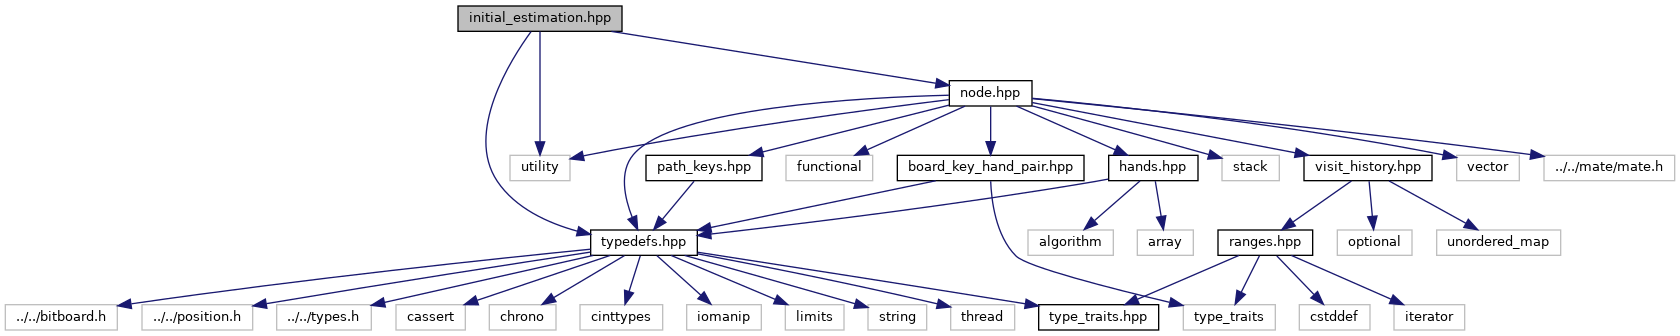 initial_estimation.hpp
node.hpp
utility
path_keys.hpp
functional
board_key_hand_pair.hpp
hands.hpp
stack
visit_history.hpp
vector
../../mate/mate.h
typedefs.hpp
algorithm
array
ranges.hpp
optional
unordered_map
../../bitboard.h
../../position.h
../../types.h
cassert
chrono
cinttypes
iomanip
limits
string
thread
type_traits.hpp
type_traits
cstddef
iterator